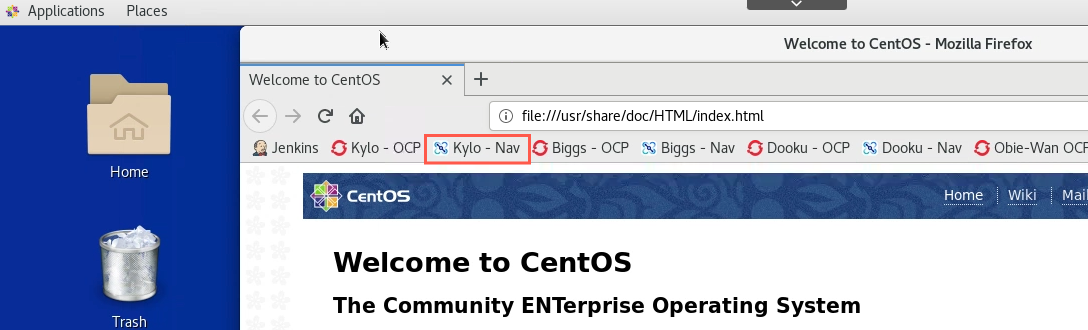 Applications Places
Welcome to CentOS - Mozilla Firefox
Welcome to CentOS
file:///usr/share/doc/HTML/index.html
Jenkins Kylo - OCP Kylo - Nav Biggs - OCP Biggs - Nav Dooku - OCP Dooku - Nav Obie-Wan OCP
Home
CentOS Home Wiki Mail
Welcome to CentOS
The Community ENTerprise Operating System
Trash